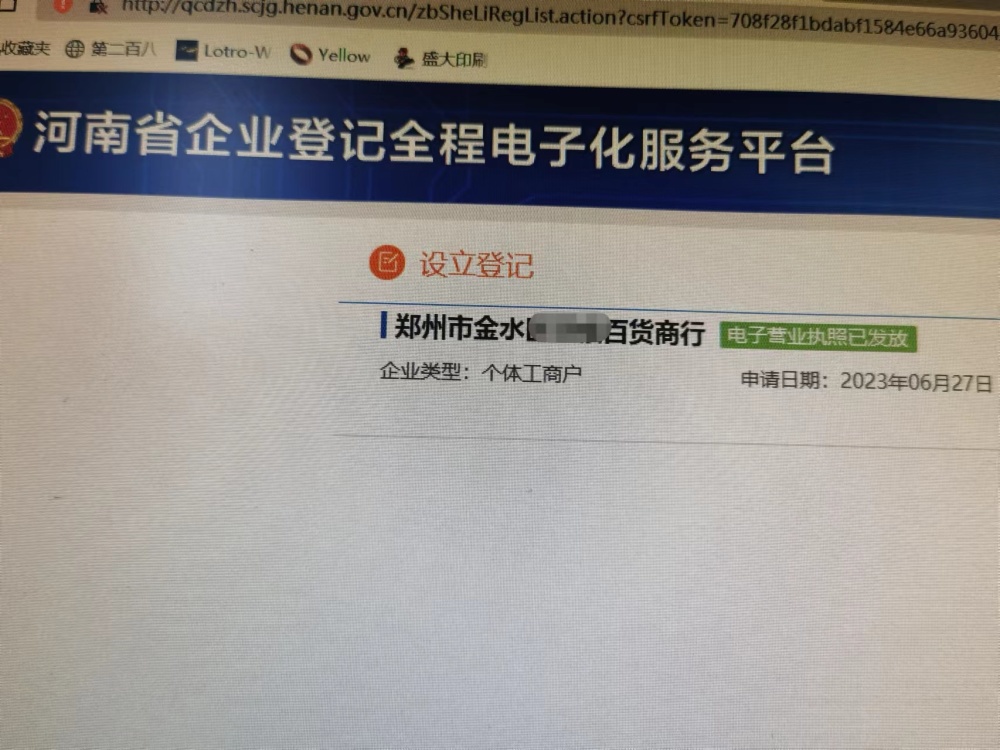 http://qcdzh.scjg.henan.gov.cn/zbSheLiRegList.action?csrfToken=708f28f1bdabf1584e66a93604
收藏夹 第二百八 Lotro-W Yellow 盛大印刷
河南省企业登记全程电子化服务平台
设立登记
郑州市金水 百货商行 电子营业执照已发放
企业类型：个体工商户 申请日期：2023年06月27日